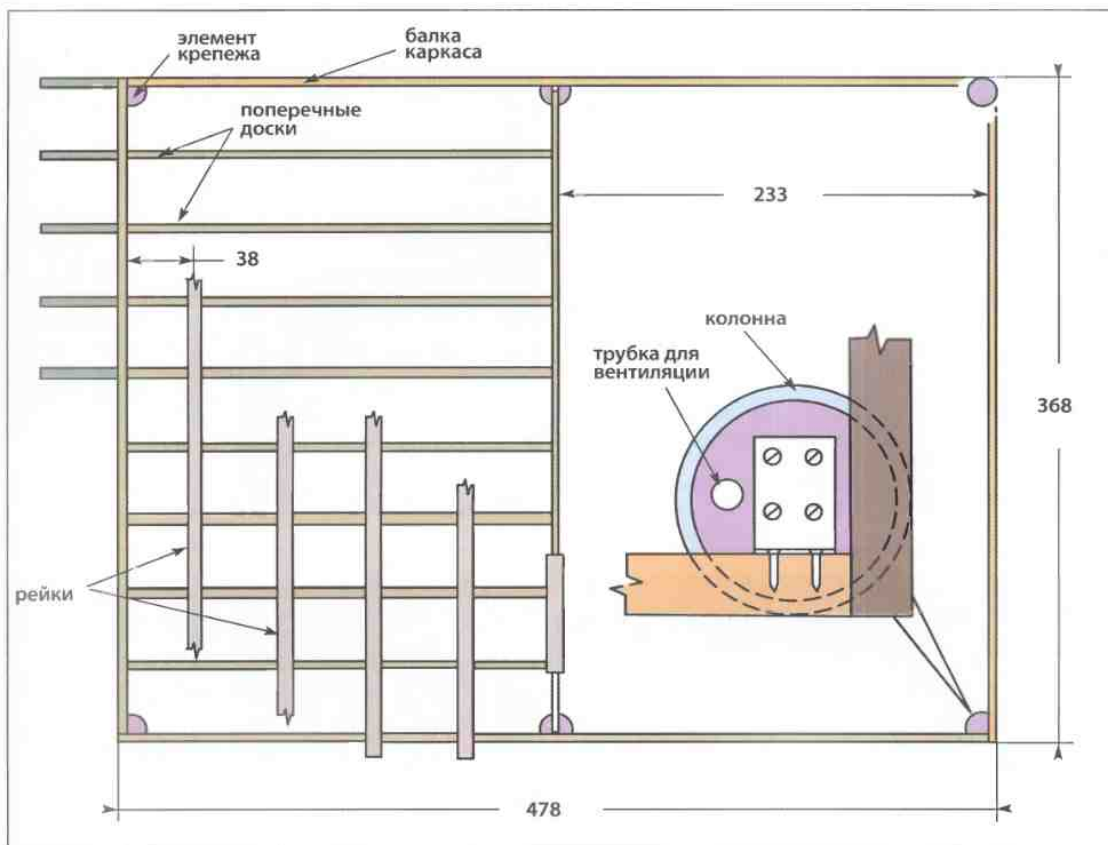 элемент
крепежа
балка
каркаса
поперечные
доски
233
38
колонна
трубка для
вентиляции
368
рейки
478